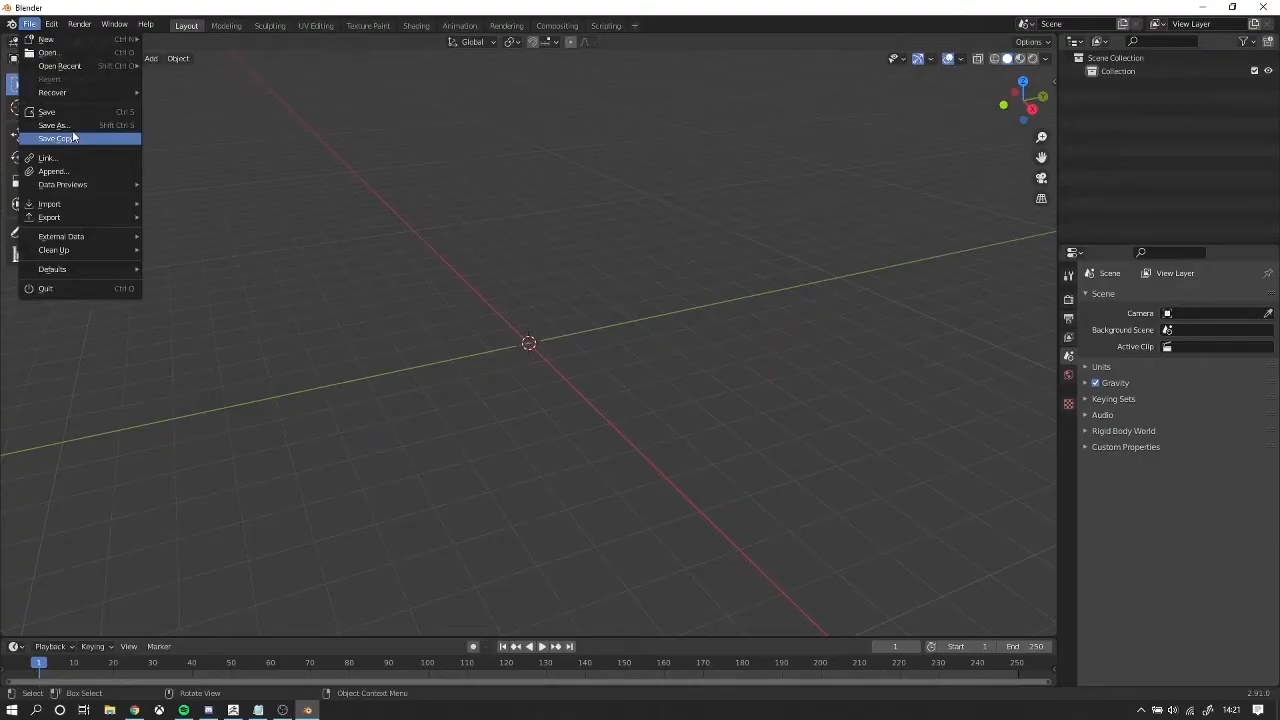 Blender
File Edit Render Window Help Layout Modeling Sculpting UV Editing Texture Paint Shading Animation Rendering Compositing Scripting + Scene View Layer
New Ctrl N
Open... Ctrl O
Open Recent Shift Ctrl O
Revert
Recover
Save Ctrl S
Save As... Shift Ctrl S
Save Copy
Link...
Append...
Data Previews
Import
Export
External Data
Clean Up
Defaults
Quit Ctrl Q
Global Options
Add Object
Z
Y
X
Scene Collection
Collection
Scene View Layer
Scene
Camera
Background Scene
Active Clip
Units
Gravity
Keying Sets
Audio
Rigid Body World
Custom Properties
Playback Keying View Marker 1 Start 1 End 250
1 10 20 30 40 50 60 70 80 90 100 110 120 130 140 150 160 170 180 190 200 210 220 230 240 250
Select Box Select Rotate View Object Context Menu 2.91.0
14:21